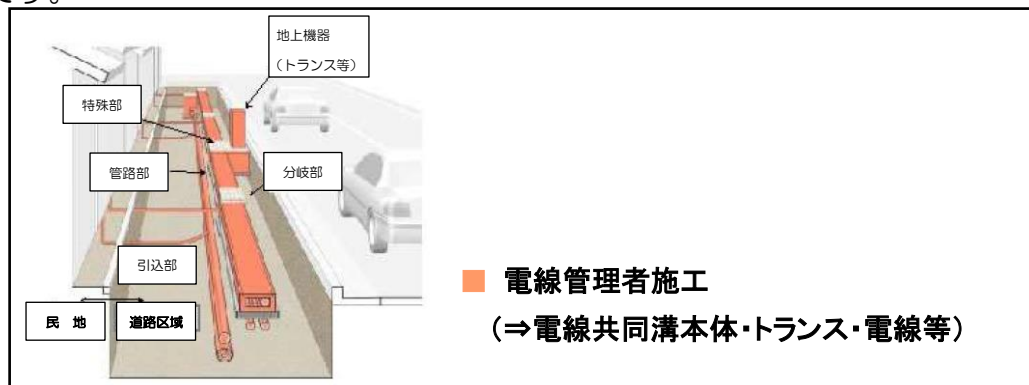 です。
地上機器
（トランス等）
特殊部
管路部
分岐部
引込部
民　地
道路区域
■ 電線管理者施工
（⇒電線共同溝本体・トランス・電線等）